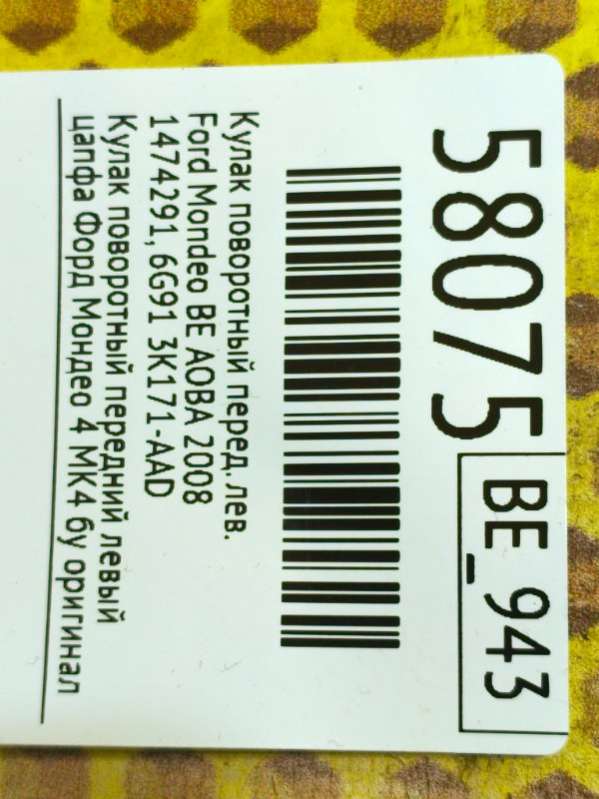 58075
BE_943
Кулак поворотный перед. лев.
Ford Mondeo BE AOBA 2008
1474291, 6G91 3K171-AAD
Кулак поворотный передний левый
цапфа Форд Мондео 4 МК4 бу оригинал